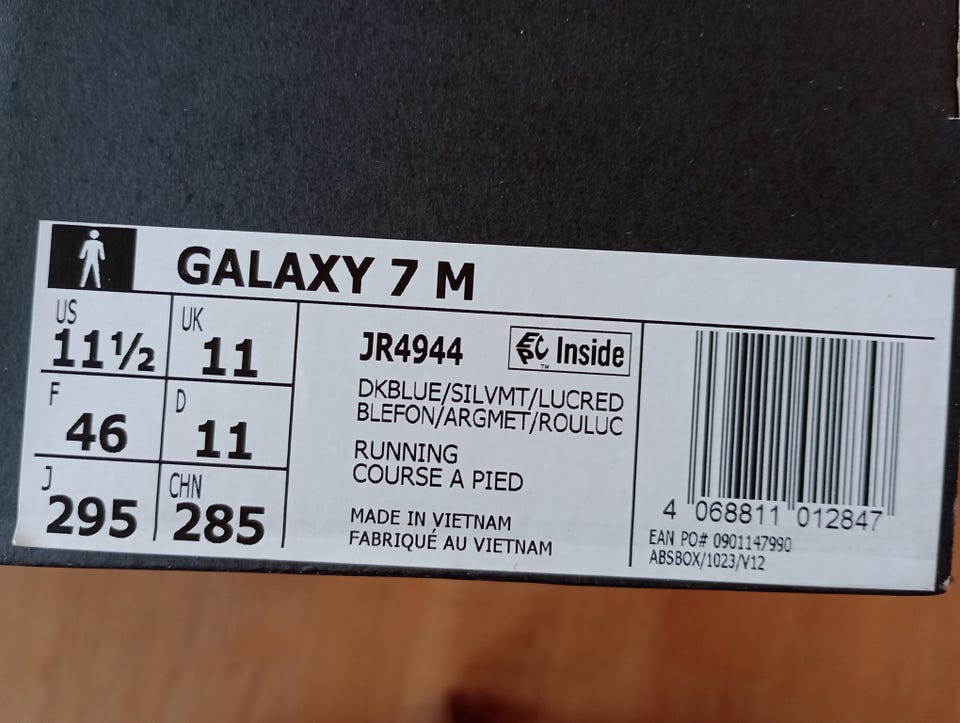 GALAXY 7 M
US
11½
UK
11
F
46
D
11
J
295
CHN
285
JR4944
EPC Inside
TM
DKBLUE/SILVMT/LUCRED
BLEFON/ARGMET/ROULUC
RUNNING
COURSE A PIED
MADE IN VIETNAM
FABRIQUÉ AU VIETNAM
4 068811 012847
EAN PO# 0901147990
ABSBOX/1023/V12